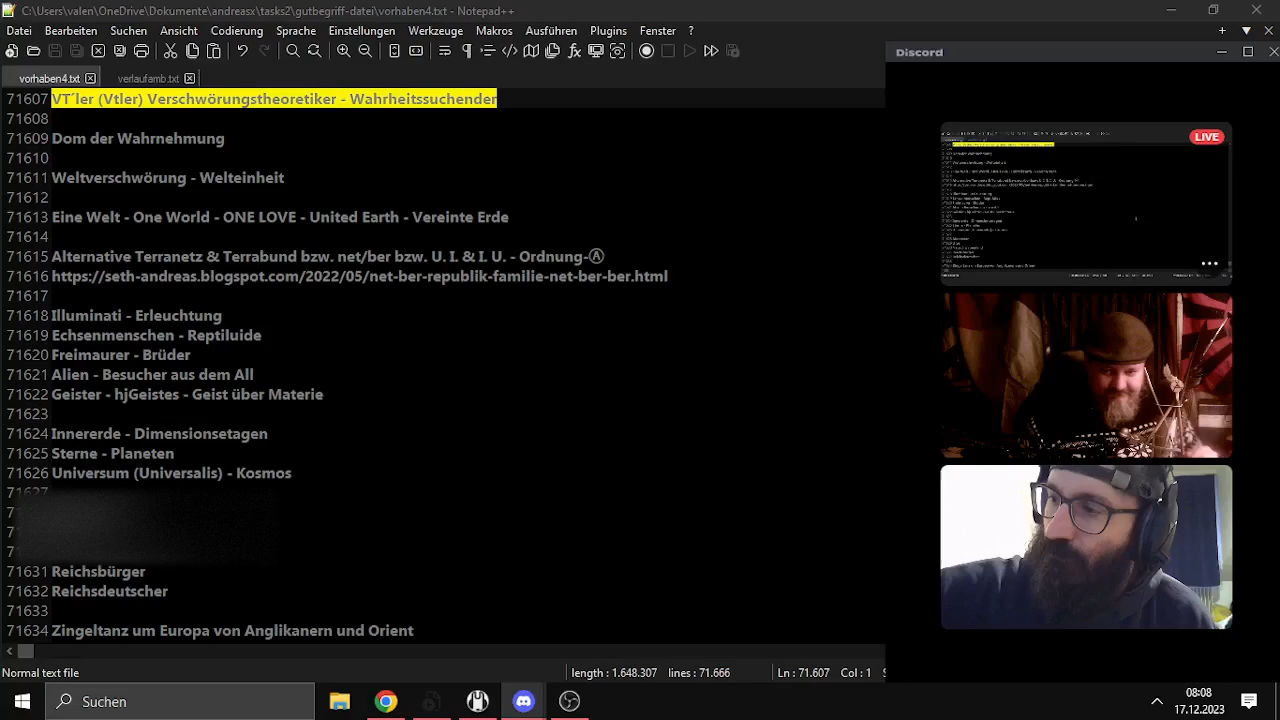 C:\Users\valen\OneDrive\Dokumente\andreasx\tasks2\gutbegriff-datei\vorhaben4.txt - Notepad++
Datei Bearbeiten Suchen Ansicht Codierung Sprachen Einstellungen Werkzeuge Makros Ausführen Erweiterungen Fenster ?
vorhaben4.txt verlaufamb.txt
Discord
71607 VT´ler (Vtler) Verschwörungstheoretiker - Wahrheitssuchender
71608
71609 Dom der Wahrnehmung
71610
71611 Weltverschwörung - Welteinheit
71612
71613 Eine Welt - One World - ONE LOVE - United Earth - Vereinte Erde
71614
71615 Alternative Tatsache & Tunnel und Bereven bzw. ber bzw. U.I.& I. U. - Ordnung-Ⓐ
71616 https://seth-andreas.blogspot.com/2022/05/net-ber-republik-familie-net-ber-ber.html
71617
71618 Illuminati - Erleuchtung
71619 Echsenmenschen - Reptiluide
71620 Freimaurer - Brüder
71621 Alien - Besucher aus dem All
71622 Geister - hjGeistes - Geist über Materie
71623
71624 Innererde - Dimensionsetagen
71625 Sterne - Planeten
71626 Universum (Universalis) - Kosmos
71631 Reichsbürger
71632 Reichsdeutscher
71633
71634 Zingeltanz um Europa von Anglikanern und Orient
LIVE
Normal text file length : 1.648.307 lines : 71.666 Ln : 71.607 Col : 1
Suchen
08:08
17.12.2023